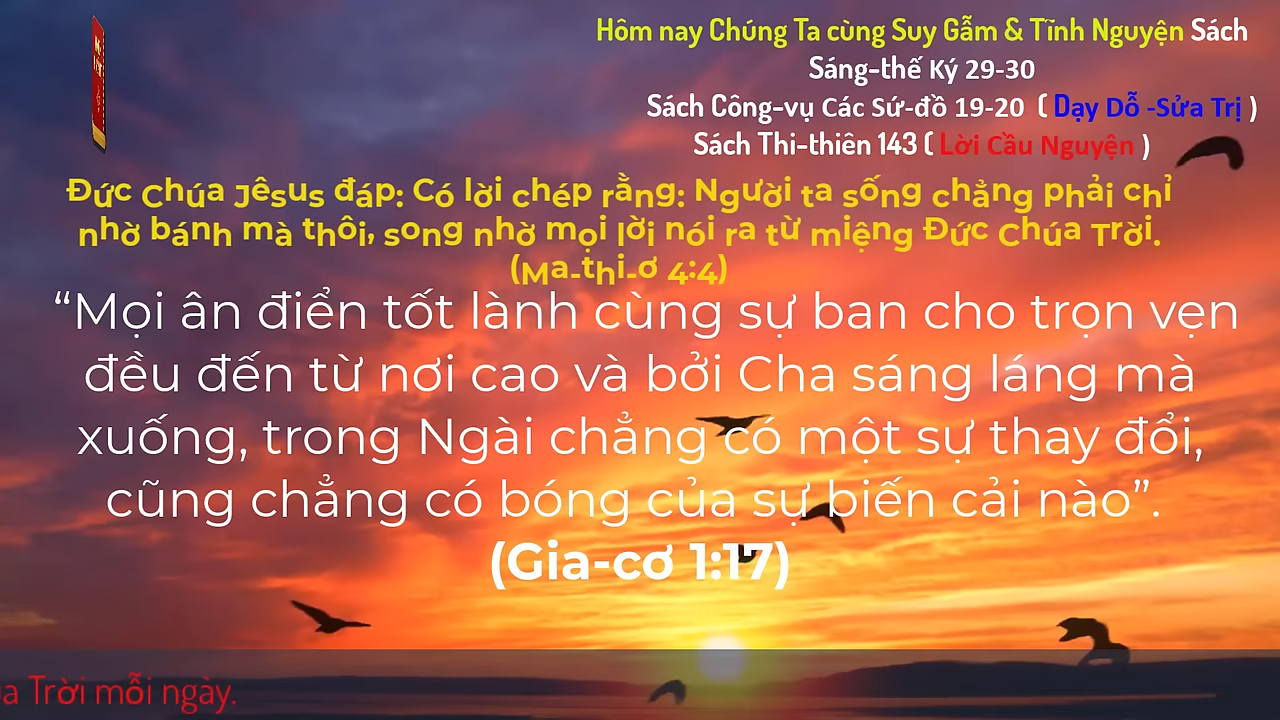 Hôm nay Chúng Ta cùng Suy Gẫm & Tĩnh Nguyện Sách
Sáng-thế Ký 29-30
Sách Công-vụ Các Sứ-đồ 19-20 ( Dạy Dỗ -Sửa Trị )
Sách Thi-thiên 143 ( Lời Cầu Nguyện )
Đức Chúa Jêsus đáp: Có lời chép rằng: Người ta sống chẳng phải chỉ
nhờ bánh mà thôi, song nhờ mọi lời nói ra từ miệng Đức Chúa Trời.
(Ma-thi-ơ 4:4)
“Mọi ân điển tốt lành cùng sự ban cho trọn vẹn
đều đến từ nơi cao và bởi Cha sáng láng mà
xuống, trong Ngài chẳng có một sự thay đổi,
cũng chẳng có bóng của sự biến cải nào”.
(Gia-cơ 1:17)
Trời mỗi ngày.